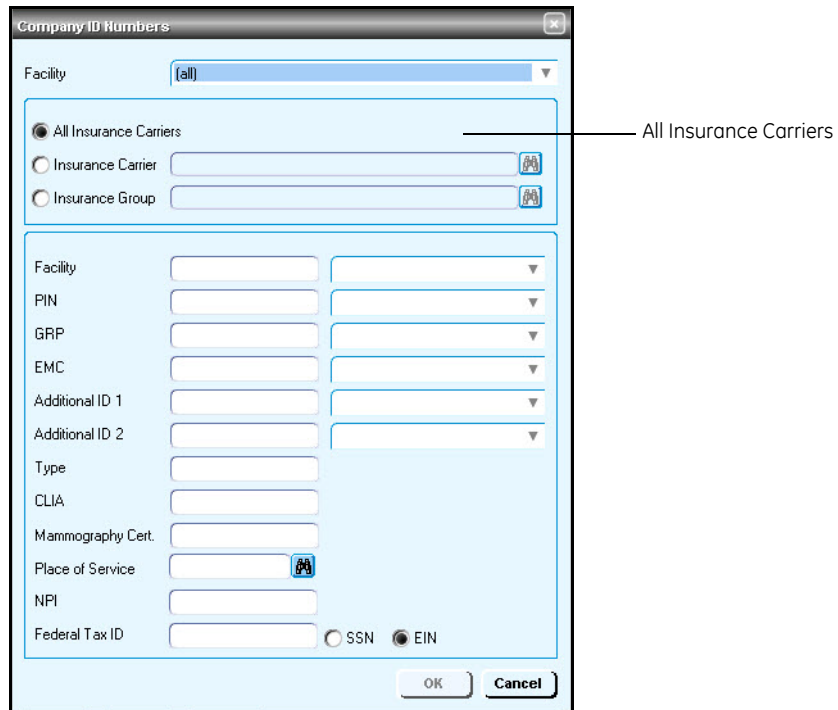 Company ID Numbers
Facility (all)
All Insurance Carriers
All Insurance Carriers
Insurance Carrier
Insurance Group
Facility
PIN
GRP
EMC
Additional ID 1
Additional ID 2
Type
CLIA
Mammography Cert.
Place of Service
NPI
Federal Tax ID SSN EIN
OK Cancel